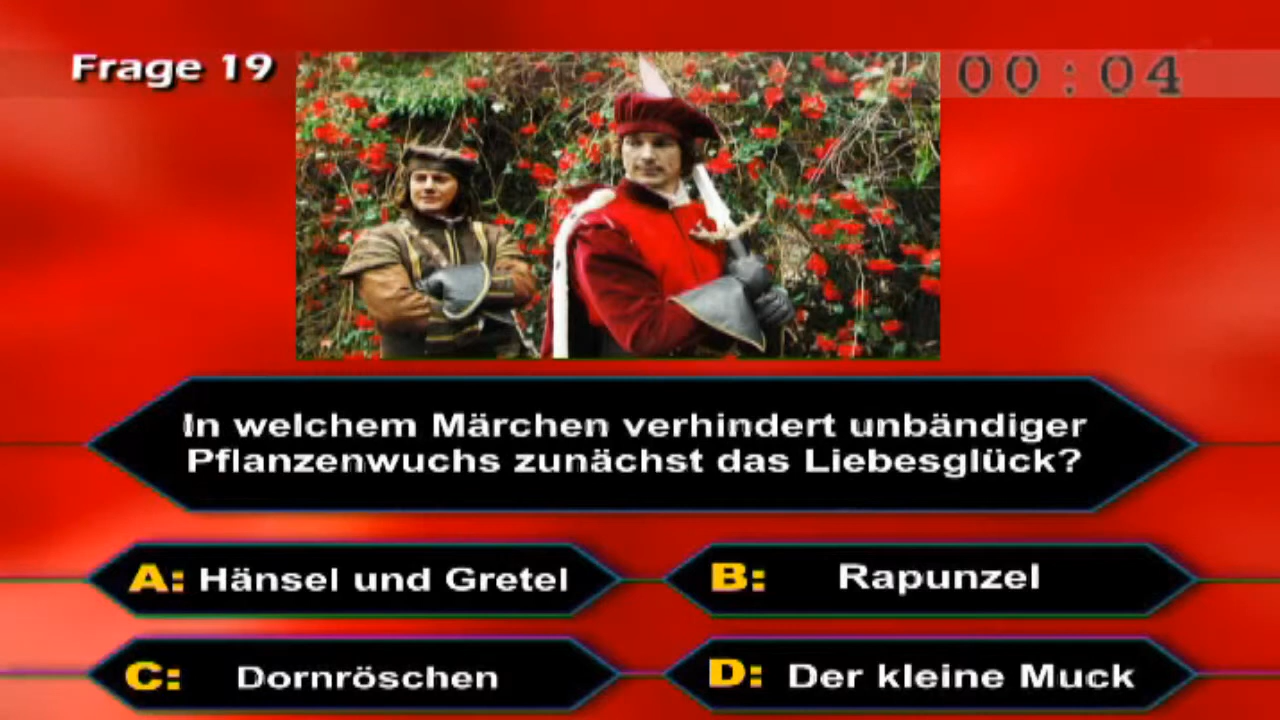 Frage 19
00:04
In welchem Märchen verhindert unbändiger
Pflanzenwuchs zunächst das Liebesglück?
A: Hänsel und Gretel
B: Rapunzel
C: Dornröschen
D: Der kleine Muck